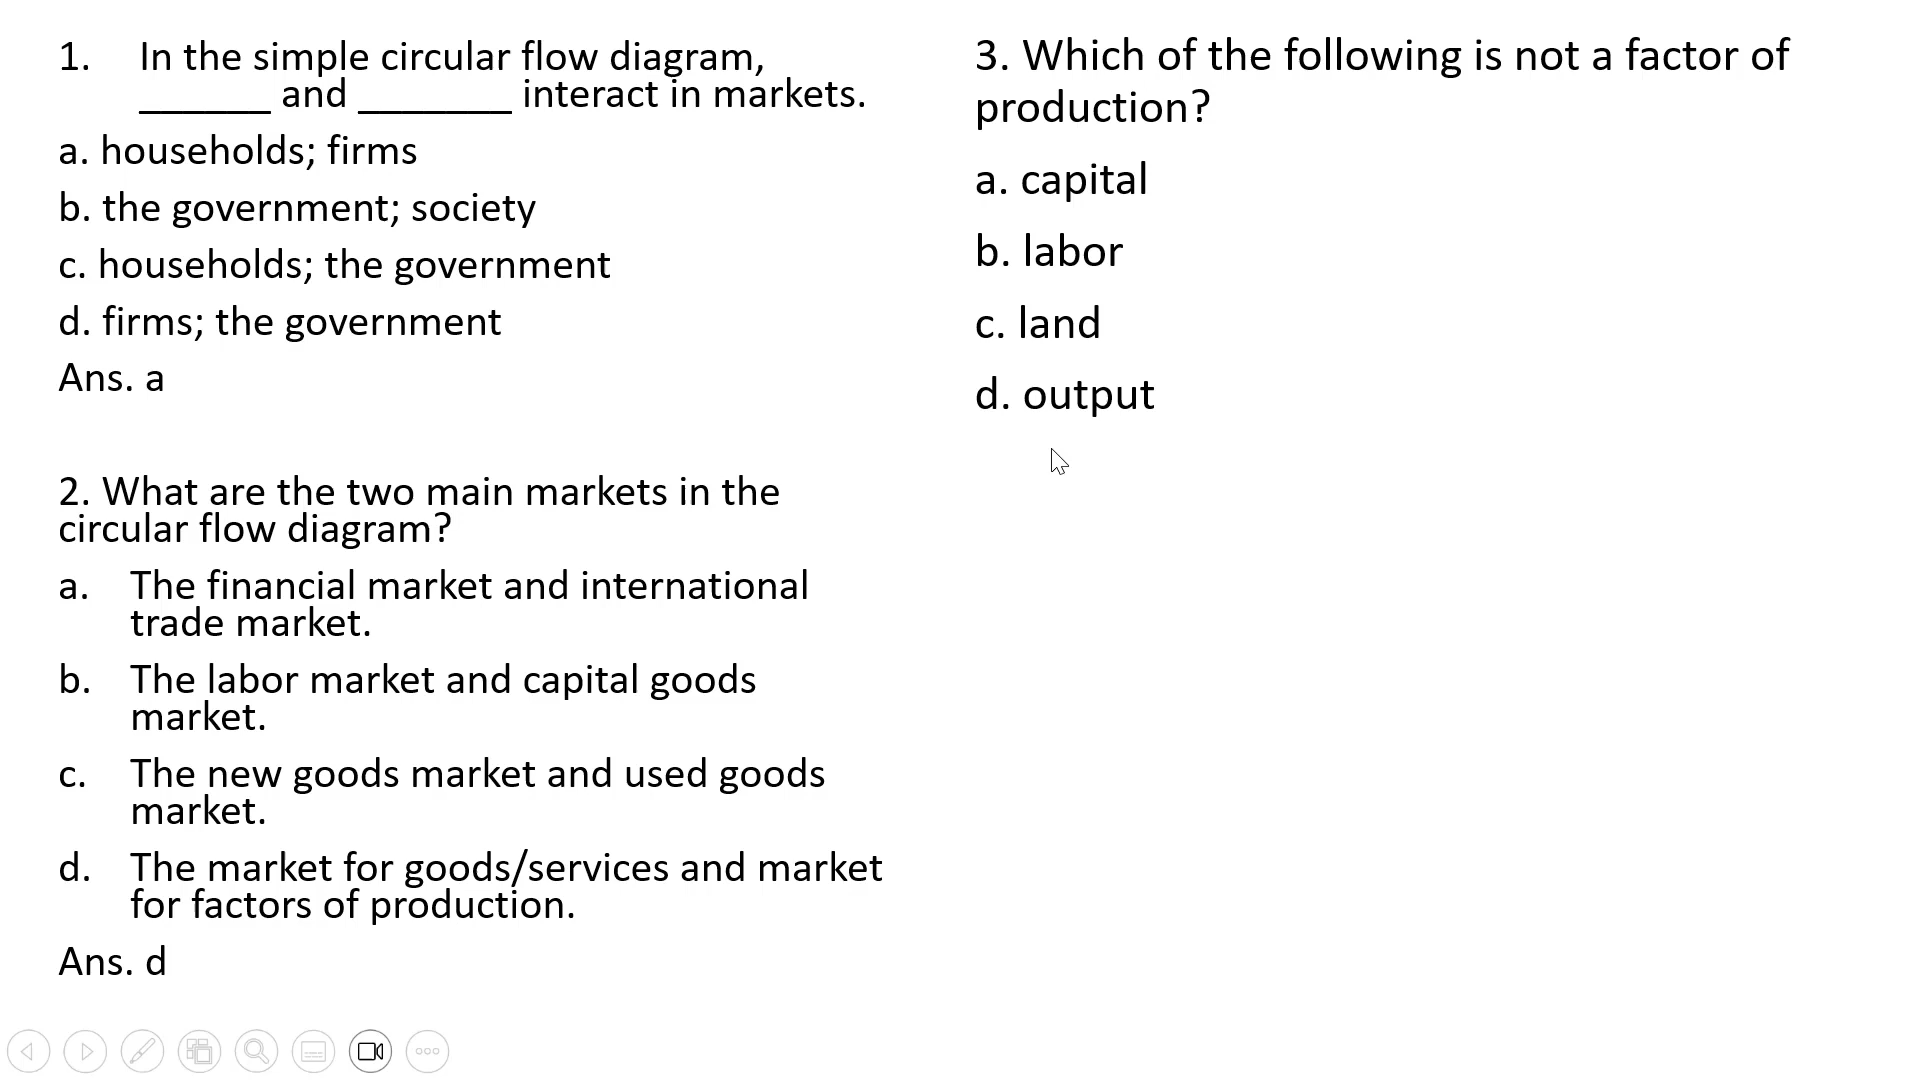 1. In the simple circular flow diagram,
______ and _______ interact in markets.
a. households; firms
b. the government; society
c. households; the government
d. firms; the government
Ans. a
2. What are the two main markets in the
circular flow diagram?
a. The financial market and international
trade market.
b. The labor market and capital goods
market.
c. The new goods market and used goods
market.
d. The market for goods/services and market
for factors of production.
Ans. d
3. Which of the following is not a factor of
production?
a. capital
b. labor
c. land
d. output